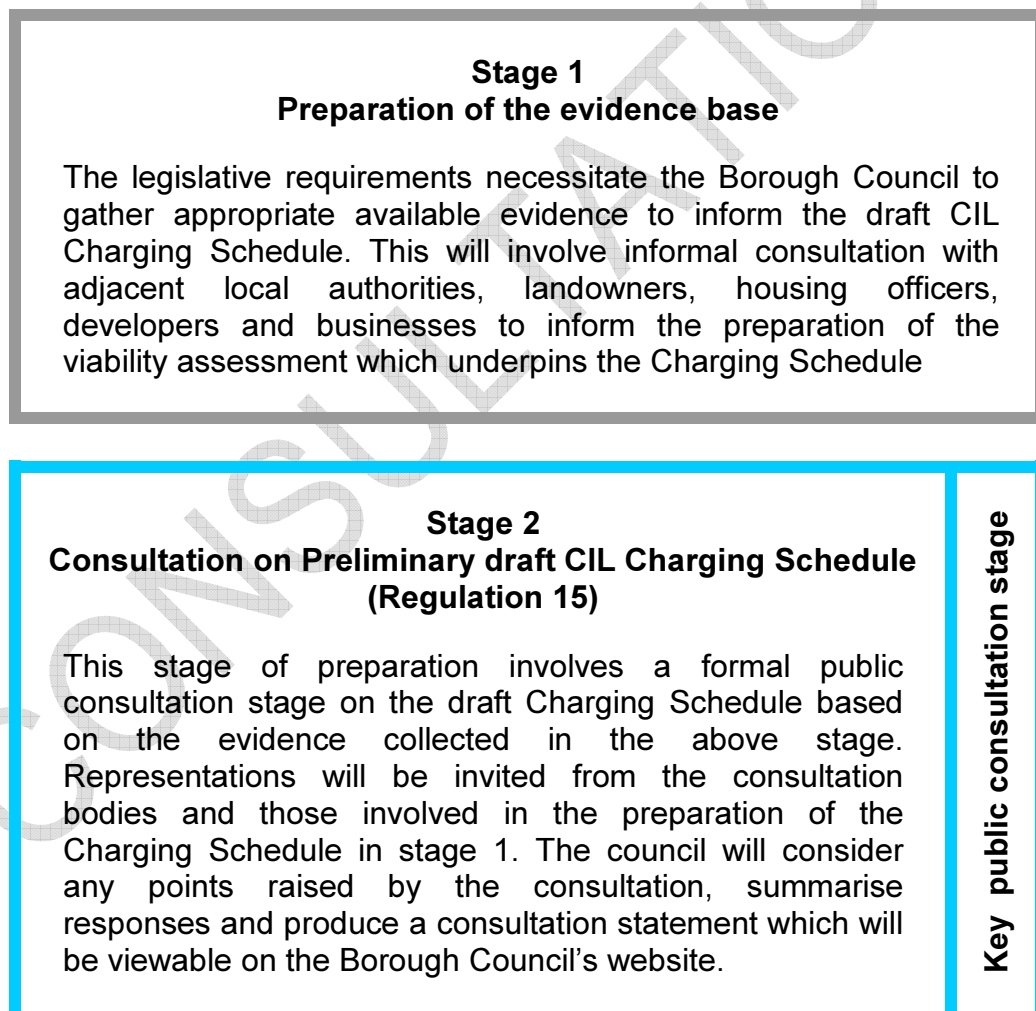 Stage 1
Preparation of the evidence base
The legislative requirements necessitate the Borough Council to
gather appropriate available evidence to inform the draft CIL
Charging Schedule. This will involve informal consultation with
adjacent local authorities, landowners, housing officers,
developers and businesses to inform the preparation of the
viability assessment which underpins the Charging Schedule
Stage 2
Consultation on Preliminary draft CIL Charging Schedule
(Regulation 15)
This stage of preparation involves a formal public
consultation stage on the draft Charging Schedule based
on the evidence collected in the above stage.
Representations will be invited from the consultation
bodies and those involved in the preparation of the
Charging Schedule in stage 1. The council will consider
any points raised by the consultation, summarise
responses and produce a consultation statement which will
be viewable on the Borough Council's website.
Key public consultation stage
CONSULTATIO